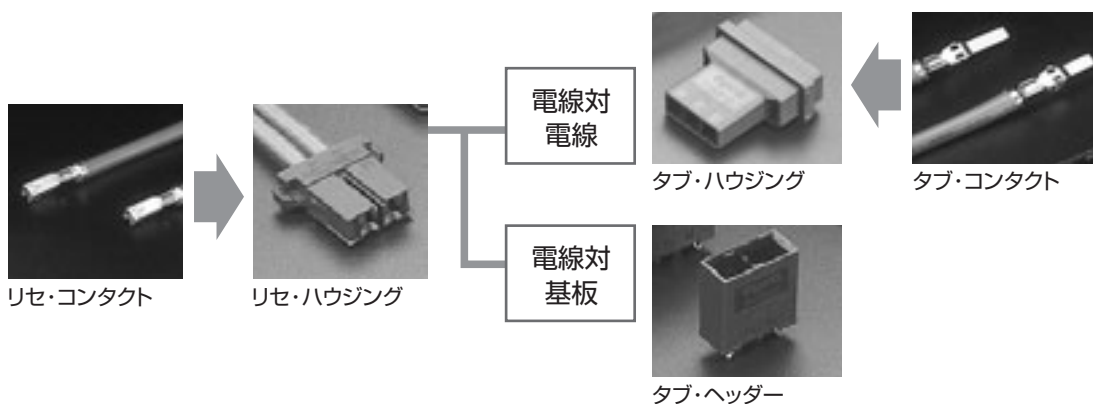 電線対
電線
タブ・ハウジング
タブ・コンタクト
リセ・コンタクト
リセ・ハウジング
電線対
基板
タブ・ヘッダー